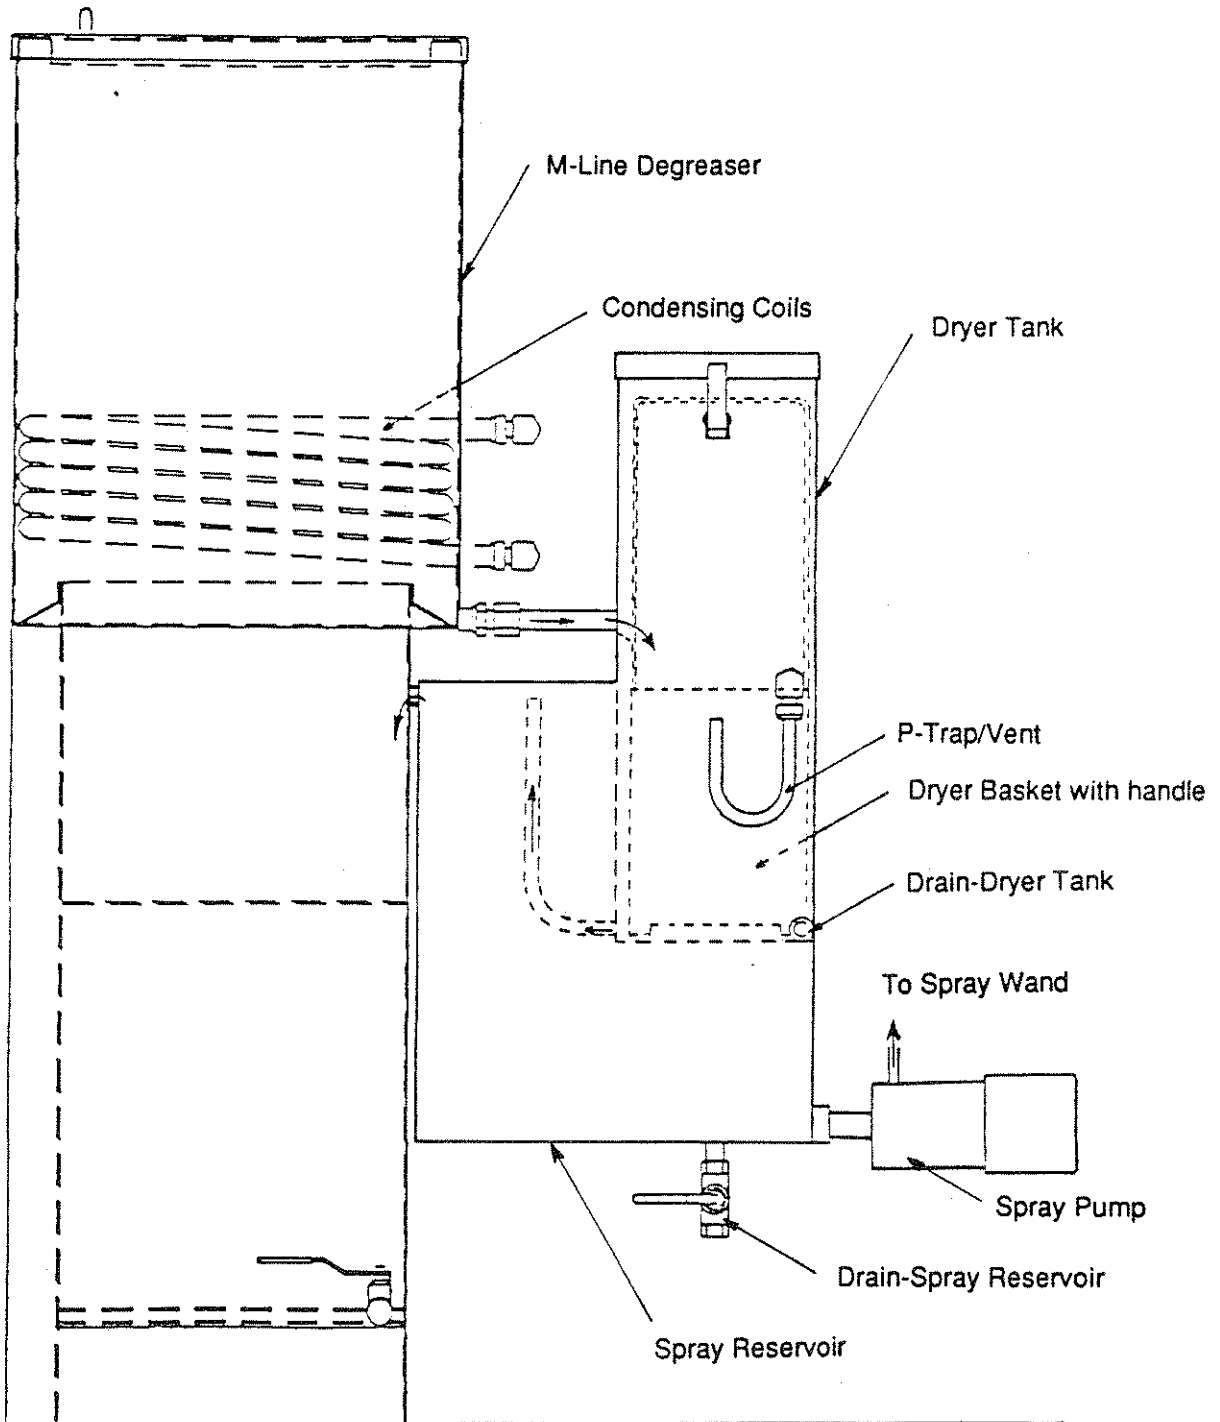 M-Line Degreaser
Condensing Coils
Dryer Tank
P-Trap/Vent
Dryer Basket with handle
Drain-Dryer Tank
To Spray Wand
Spray Pump
Drain-Spray Reservoir
Spray Reservoir